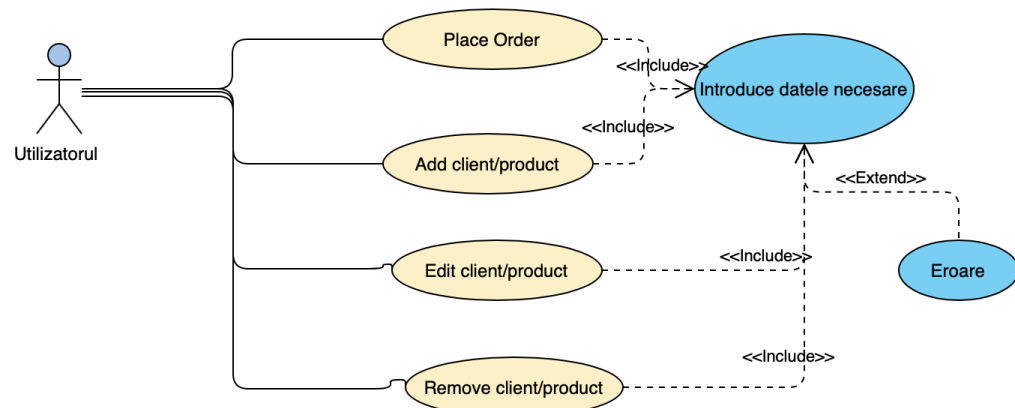 Place Order
<<Include>>
Introduce datele necesare
<<Include>>
Utilizatorul
Add client/product
<<Extend>>
<<Include>>
Edit client/product
Eroare
<<Include>>
Remove client/product